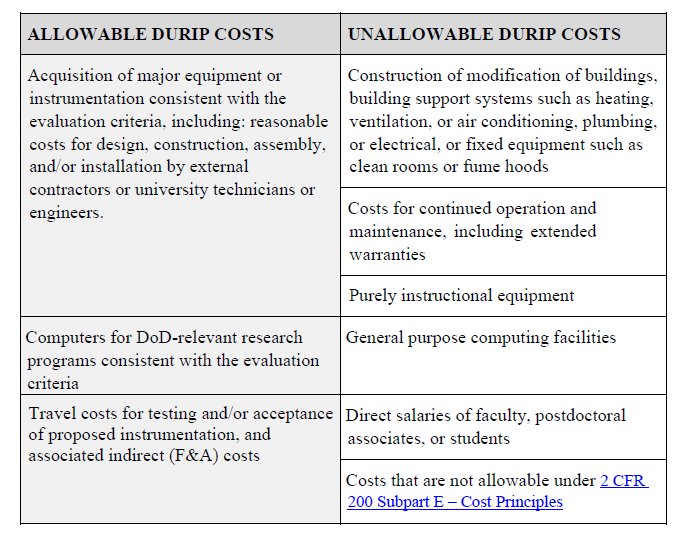 ALLOWABLE DURIP COSTS
UNALLOWABLE DURIP COSTS
Acquisition of major equipment or
instrumentation consistent with the
evaluation criteria, including: reasonable
costs for design, construction, assembly,
and/or installation by external
contractors or university technicians or
engineers.
Construction of modification of buildings,
building support systems such as heating,
ventilation, or air conditioning, plumbing,
or electrical, or fixed equipment such as
clean rooms or fume hoods
Costs for continued operation and
maintenance, including extended
warranties
Purely instructional equipment
Computers for DoD-relevant research
programs consistent with the evaluation
criteria
General purpose computing facilities
Travel costs for testing and/or acceptance
of proposed instrumentation, and
associated indirect (F&A) costs
Direct salaries of faculty, postdoctoral
associates, or students
Costs that are not allowable under 2 CFR
200 Subpart E – Cost Principles